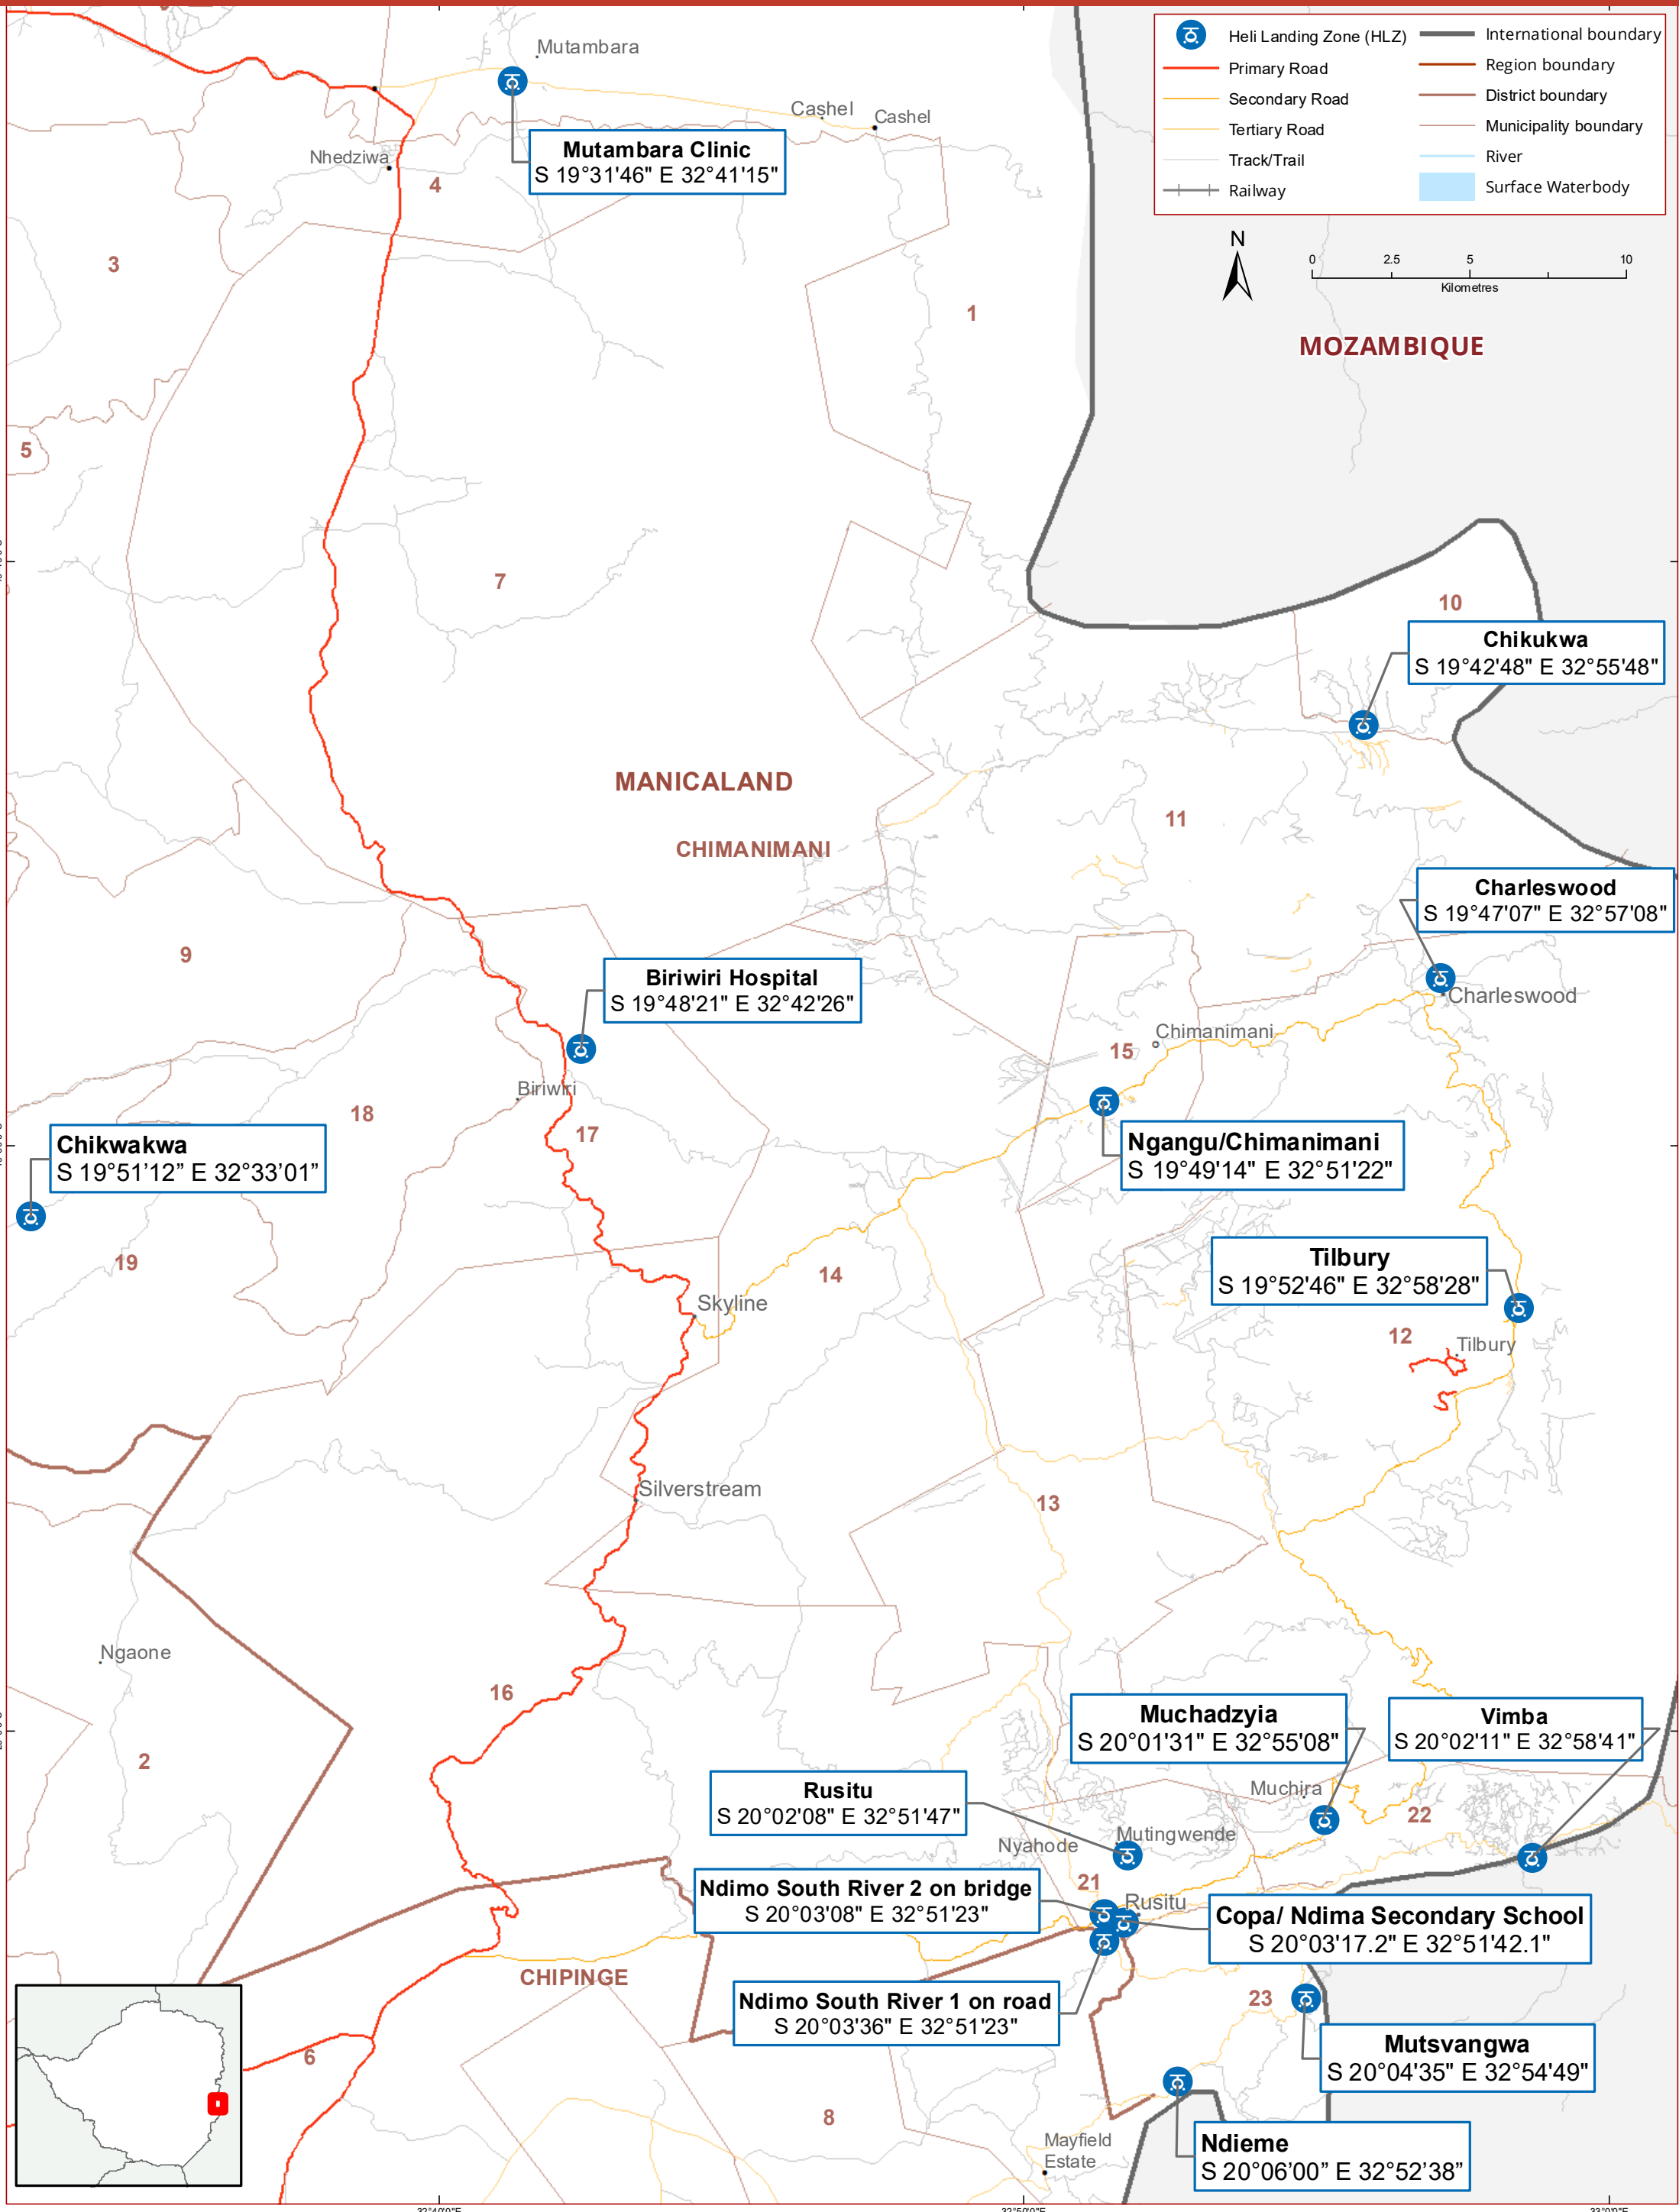 Mutambara
Heli Landing Zone (HLZ)
Primary Road
Secondary Road
Tertiary Road
Track/Trail
Railway
International boundary
Region boundary
District boundary
Municipality boundary
River
Surface Waterbody
N
0 2.5 5 10
Kilometres
MOZAMBIQUE
Cashel
Cashel
Mutambara Clinic
S 19°31'46" E 32°41'15"
Nhedziwa
4
3
1
5
7
10
Chikukwa
S 19°42'48" E 32°55'48"
MANICALAND
CHIMANIMANI
11
Charleswood
S 19°47'07" E 32°57'08"
Charleswood
9
Biriwiri Hospital
S 19°48'21" E 32°42'26"
Chimanimani
15
Biriwiri
18
17
Ngangu/Chimanimani
S 19°49'14" E 32°51'22"
Chikwakwa
S 19°51’12” E 32°33’01”
19
14
Tilbury
S 19°52'46" E 32°58'28"
12
Tilbury
Skyline
Silverstream
13
Ngaone
16
2
Muchadzyia
S 20°01'31" E 32°55'08"
Vimba
S 20°02'11" E 32°58'41"
Rusitu
S 20°02'08" E 32°51'47"
Muchira
22
Nyahode
Mutingwende
21
Ndimo South River 2 on bridge
S 20°03'08" E 32°51'23"
Rusitu
Copa/ Ndima Secondary School
S 20°03'17.2" E 32°51'42.1"
CHIPINGE
Ndimo South River 1 on road
S 20°03'36" E 32°51'23"
23
Mutsvangwa
S 20°04'35" E 32°54'49"
6
8
Mayfield
Estate
Ndieme
S 20°06'00" E 32°52'38"
32°40'0"E
32°50'0"E
33°0'0"E